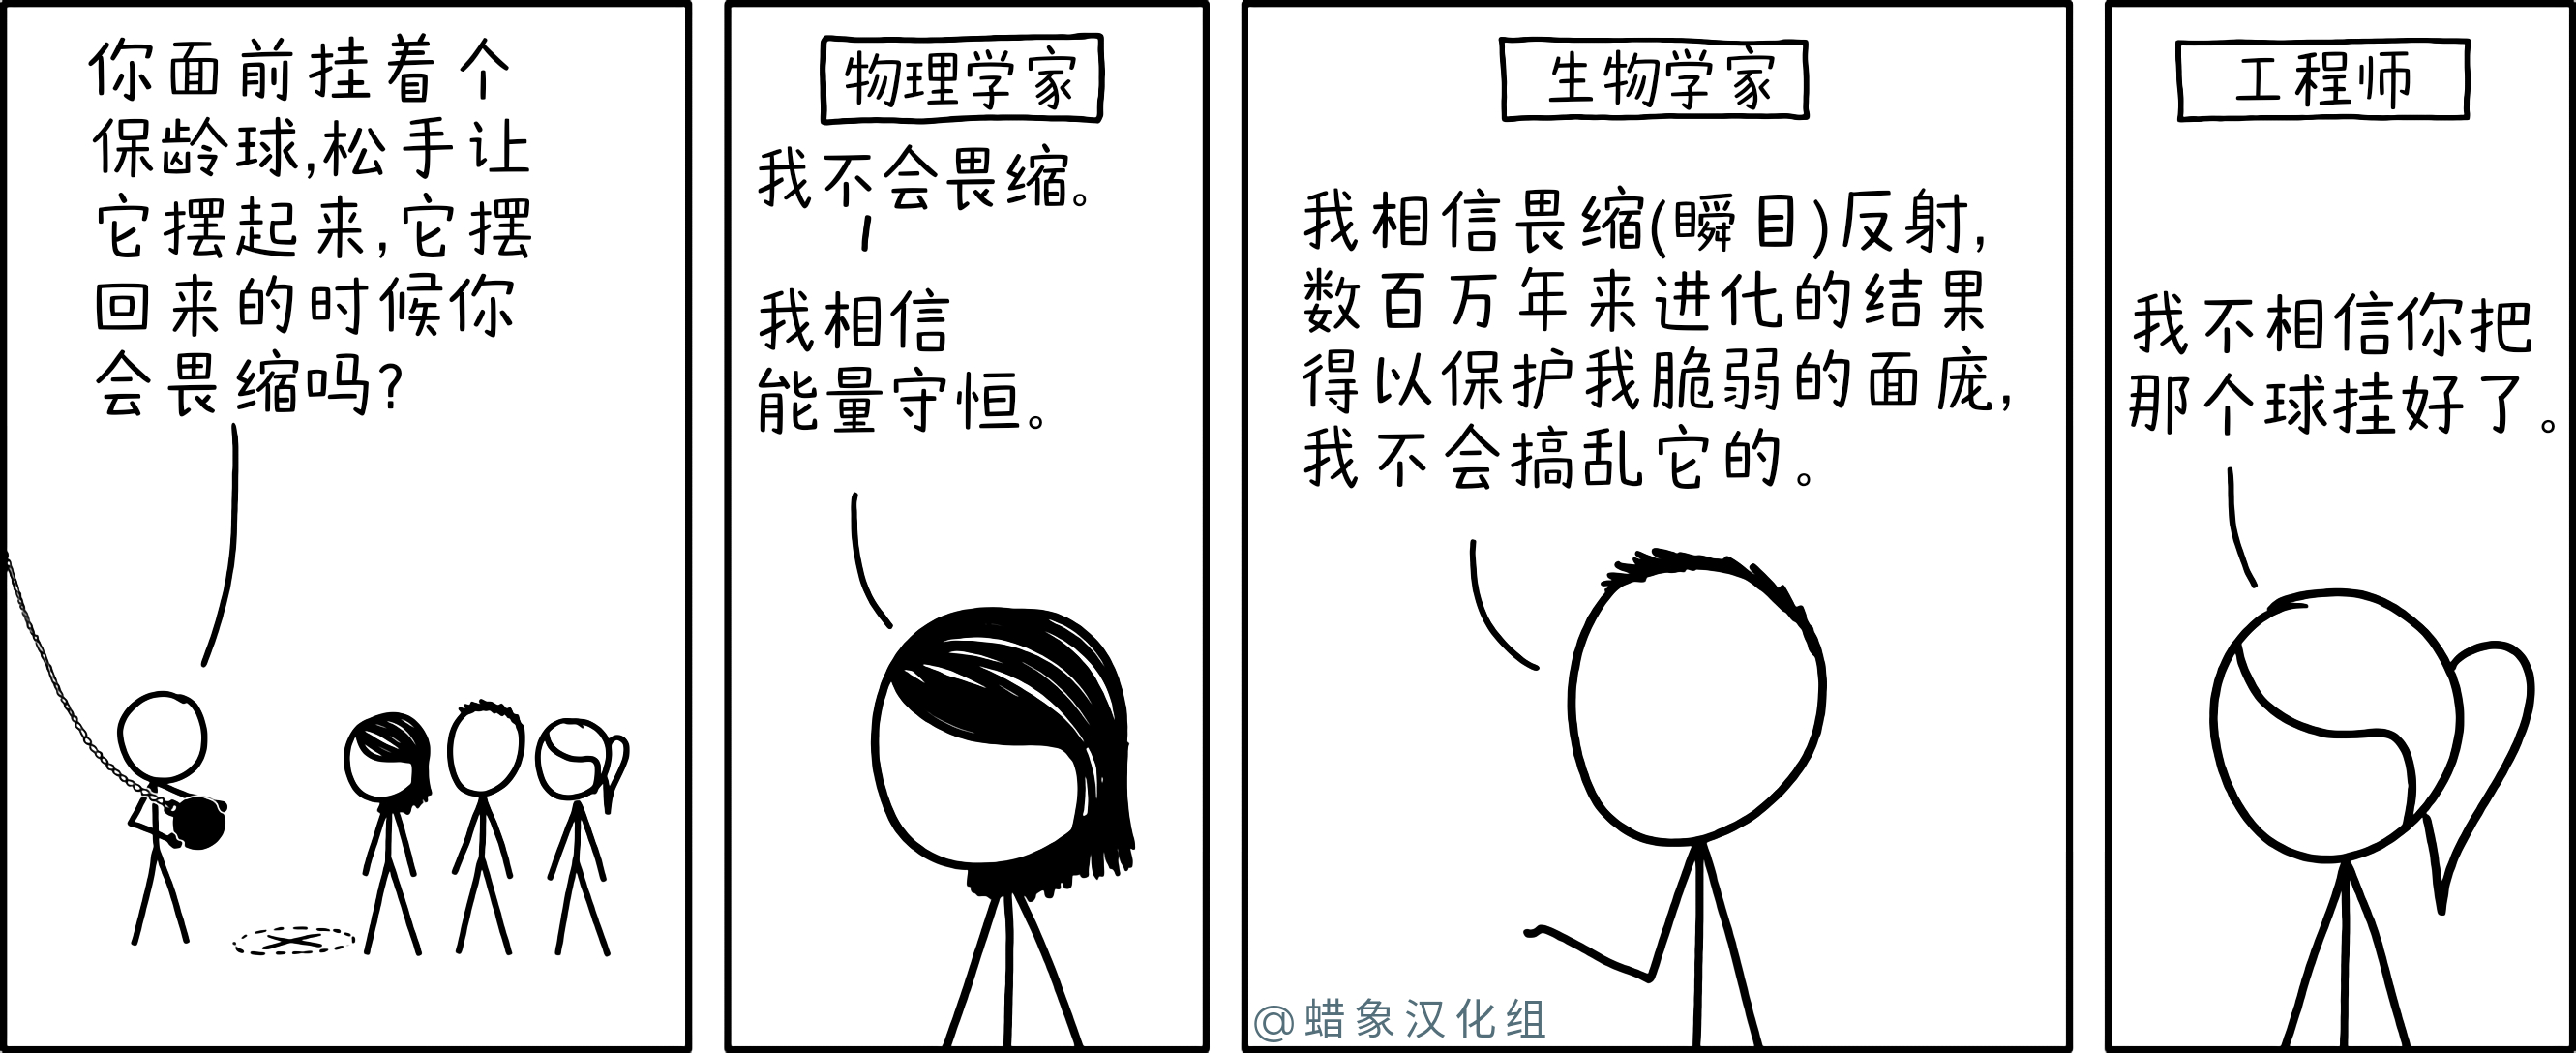 你面前挂着个
保龄球,松手让
它摆起来,它摆
回来的时候你
会畏缩吗?
物理学家
我不会畏缩。
我相信
能量守恒。
生物学家
我相信畏缩(瞬目)反射,
数百万年来进化的结果
得以保护我脆弱的面庞,
我不会搞乱它的。
@蜡象汉化组
工程师
我不相信你把
那个球挂好了。